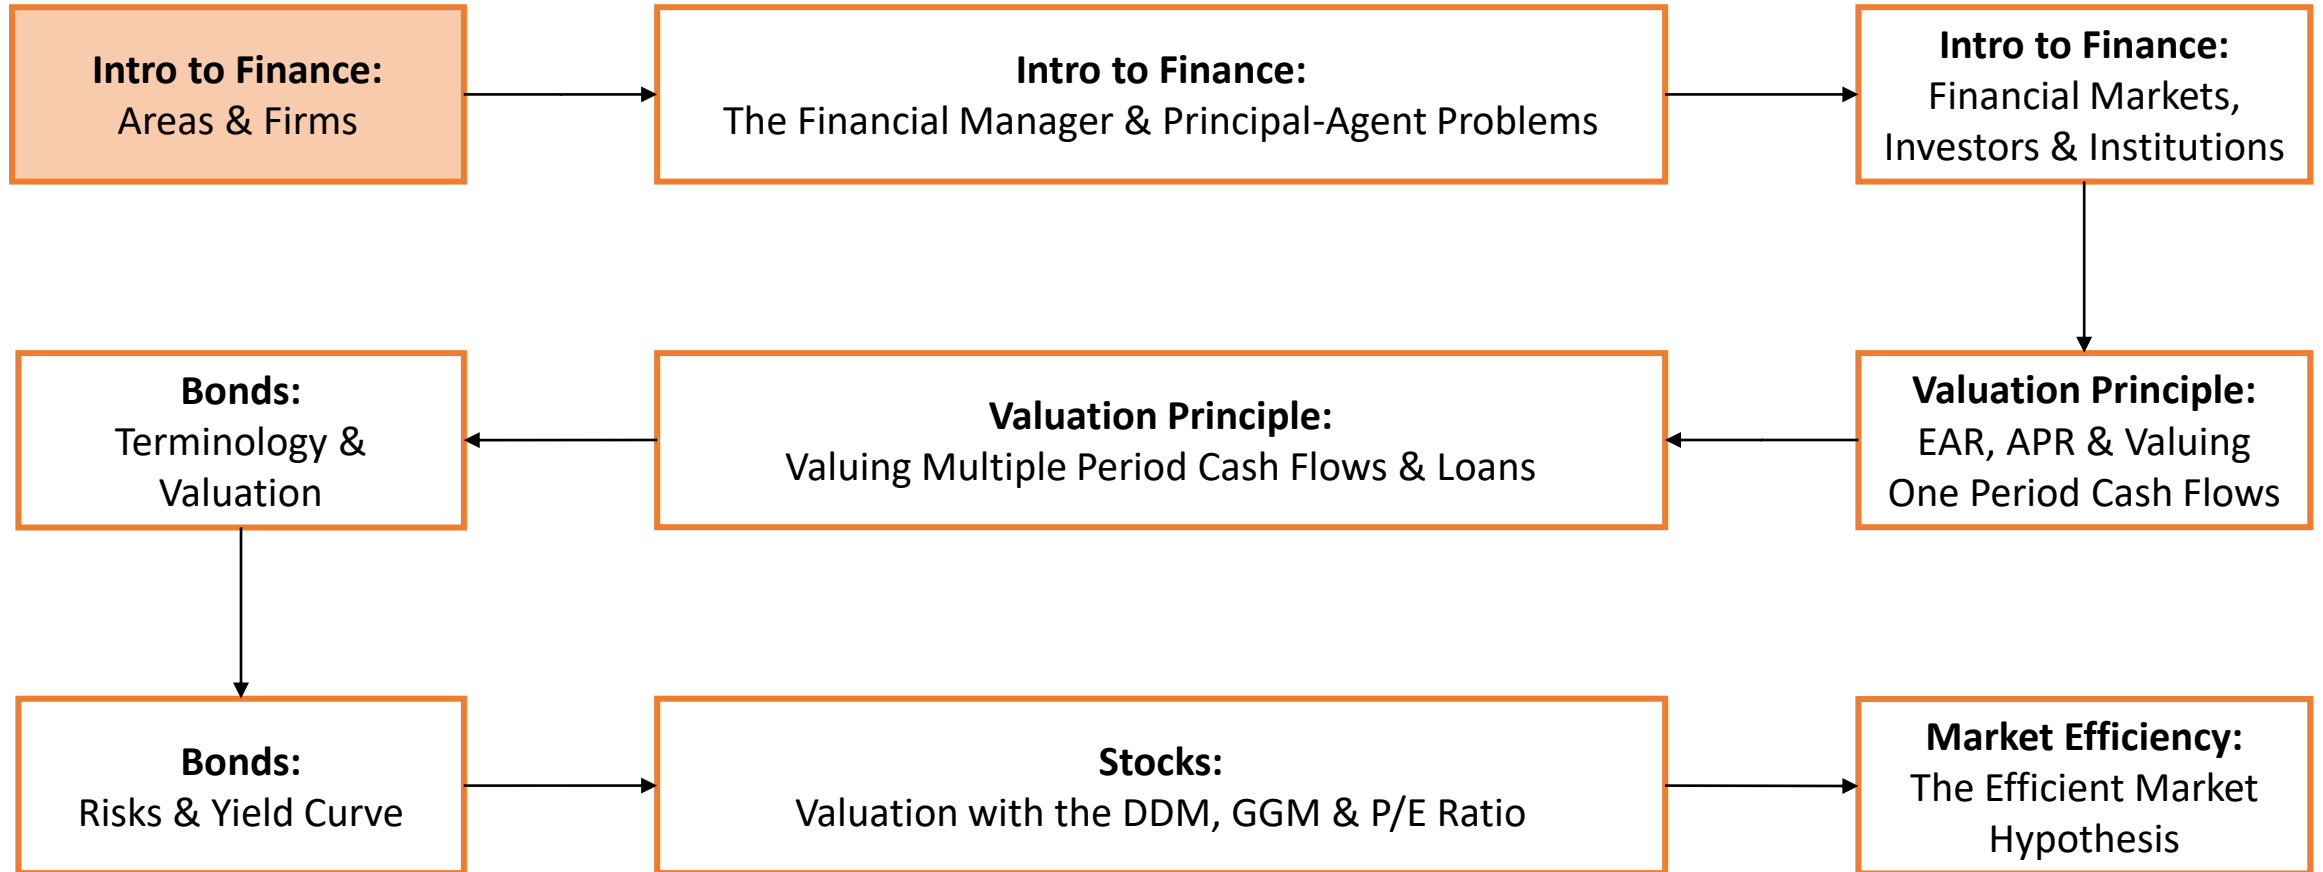 Intro to Finance:
Areas & Firms
Intro to Finance:
The Financial Manager & Principal-Agent Problems
Intro to Finance:
Financial Markets,
Investors & Institutions
Valuation Principle:
EAR, APR & Valuing
One Period Cash Flows
Valuation Principle:
Valuing Multiple Period Cash Flows & Loans
Bonds:
Terminology &
Valuation
Bonds:
Risks & Yield Curve
Stocks:
Valuation with the DDM, GGM & P/E Ratio
Market Efficiency:
The Efficient Market
Hypothesis